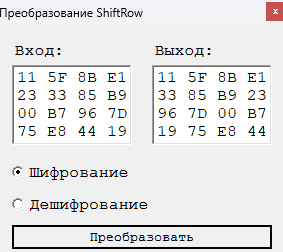 Преобразование ShiftRow
Вход: Выход:
11 5F 8B E1 11 5F 8B E1
23 33 85 B9 33 85 B9 23
00 B7 96 7D 96 7D 00 B7
75 E8 44 19 19 75 E8 44
Шифрование
Дешифрование
Преобразовать